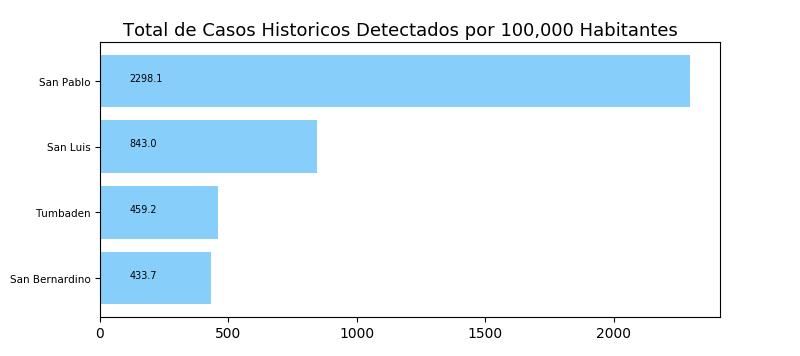 Total de Casos Historicos Detectados por 100,000 Habitantes
San Pablo 2298.1
San Luis 843.0
Tumbaden 459.2
San Bernardino 433.7
0 500 1000 1500 2000